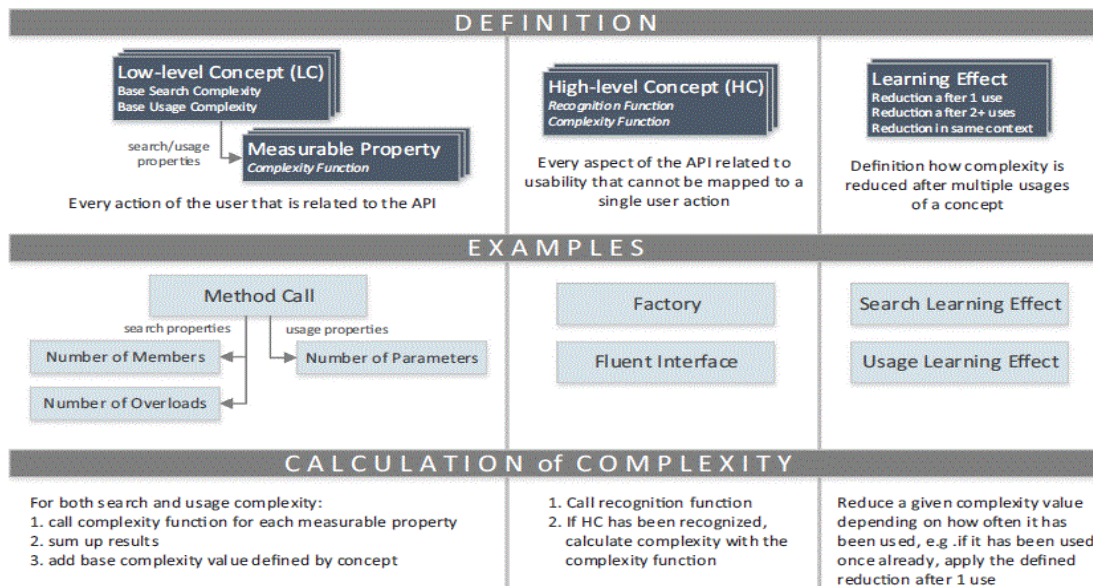 DEFINITION
Low-level Concept (LC)
Base Search Complexity
Base Usage Complexity
search/usage
properties
Measurable Property
Complexity Function
Every action of the user that is related to the API
High-level Concept (HC)
Recognition Function
Complexity Function
Every aspect of the API related to
usability that cannot be mapped to a
single user action
Learning Effect
Reduction after 1 use
Reduction after 2+ uses
Reduction in same context
Definition how complexity is
reduced after multiple usages
of a concept
EXAMPLES
Method Call
search properties
usage properties
Number of Members
Number of Parameters
Number of Overloads
Factory
Fluent Interface
Search Learning Effect
Usage Learning Effect
CALCULATION of COMPLEXITY
For both search and usage complexity:
1. call complexity function for each measurable property
2. sum up results
3. add base complexity value defined by concept
1. Call recognition function
2. If HC has been recognized,
calculate complexity with the
complexity function
Reduce a given complexity value
depending on how often it has
been used, e.g .if it has been used
once already, apply the defined
reduction after 1 use